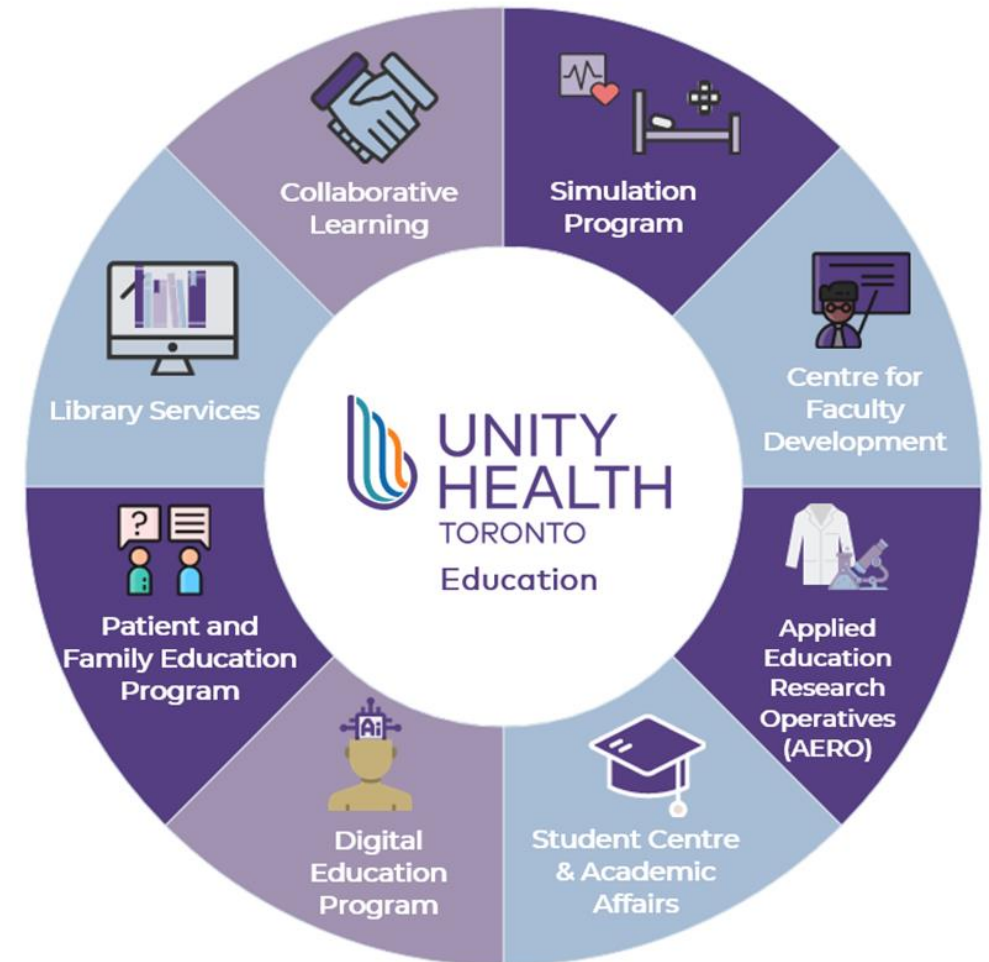 Collaborative
Learning
Simulation
Program
Library Services
Centre for
Faculty
Development
UNITY
HEALTH
TORONTO
Education
?
Patient and
Family Education
Program
Applied
Education
Research
Operatives
(AERO)
Ai
Digital
Education
Program
Student Centre
& Academic
Affairs